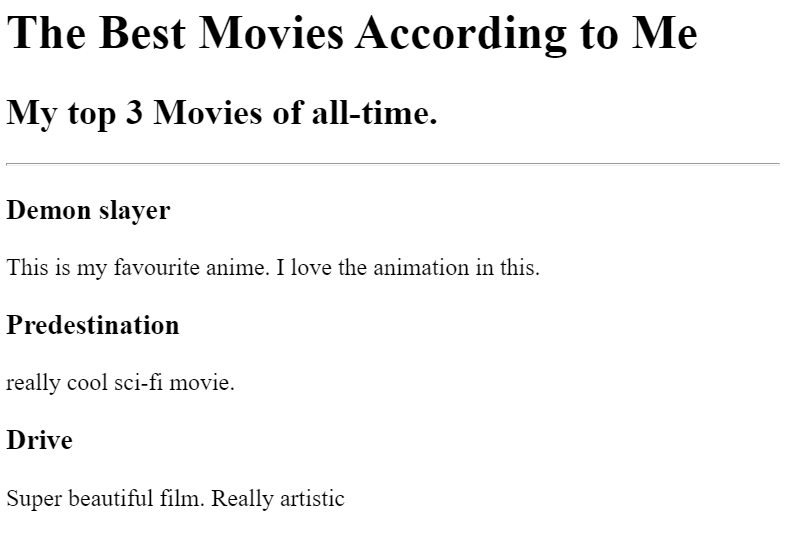 The Best Movies According to Me
My top 3 Movies of all-time.
Demon slayer
This is my favourite anime. I love the animation in this.
Predestination
really cool sci-fi movie.
Drive
Super beautiful film. Really artistic